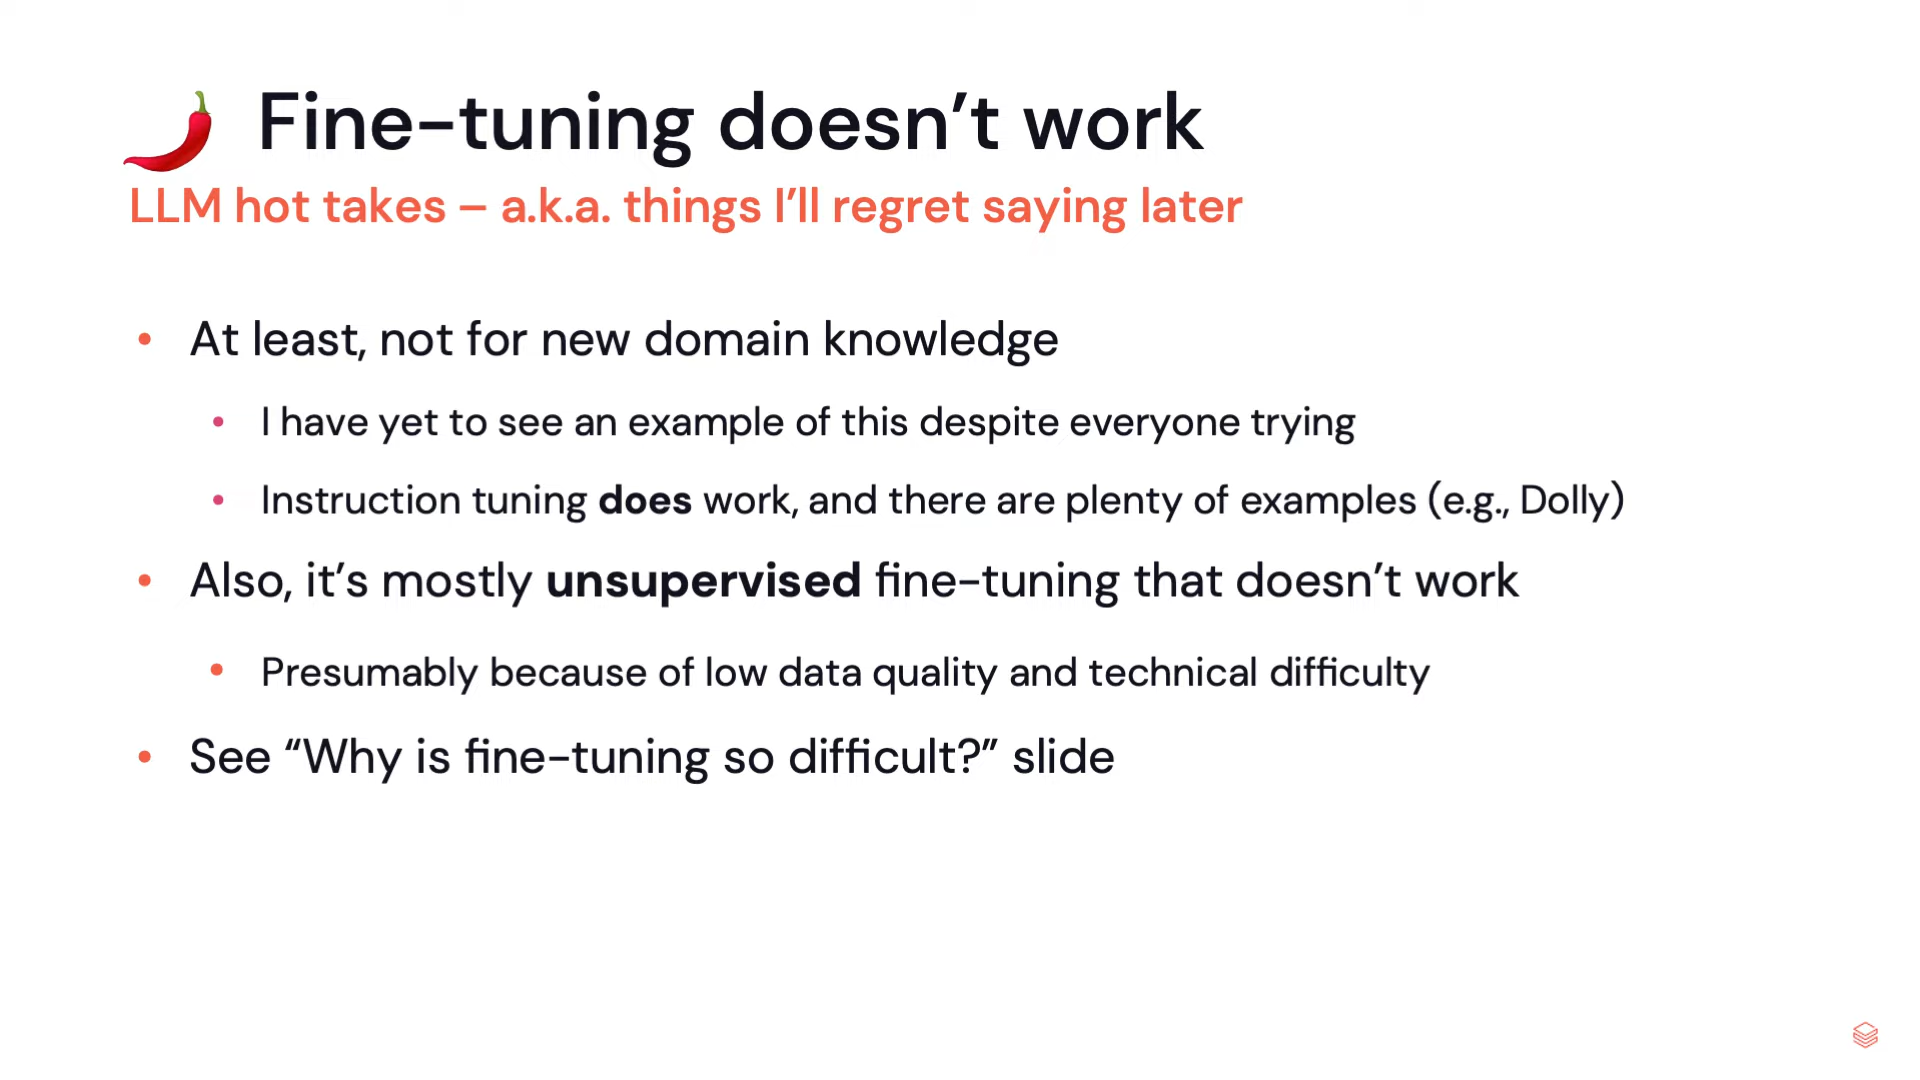 Fine-tuning doesn’t work
LLM hot takes – a.k.a. things I’ll regret saying later
• At least, not for new domain knowledge
• I have yet to see an example of this despite everyone trying
• Instruction tuning does work, and there are plenty of examples (e.g., Dolly)
• Also, it’s mostly unsupervised fine-tuning that doesn’t work
• Presumably because of low data quality and technical difficulty
• See “Why is fine-tuning so difficult?” slide